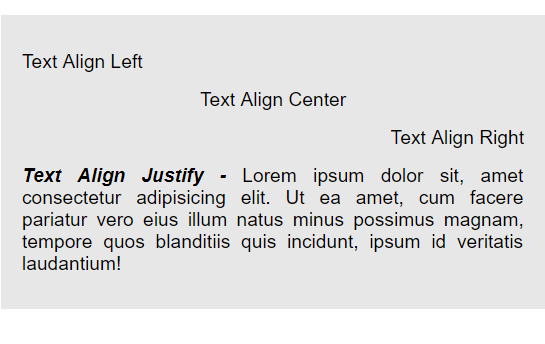 Text Align Left
Text Align Center
Text Align Right
Text Align Justify - Lorem ipsum dolor sit, amet
consectetur adipisicing elit. Ut ea amet, cum facere
pariatur vero eius illum natus minus possimus magnam,
tempore quos blanditiis quis incidunt, ipsum id veritatis
laudantium!